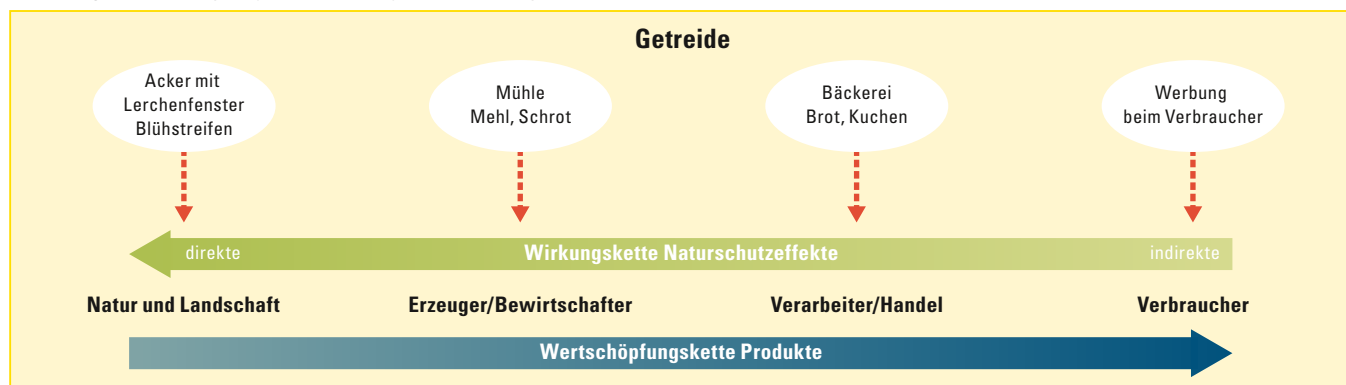 Getreide
Acker mit
Lerchenfenster
Blühstreifen
Mühle
Mehl, Schrot
Bäckerei
Brot, Kuchen
Werbung
beim Verbraucher
direkte
Wirkungskette Naturschutzeffekte
indirekte
Natur und Landschaft
Erzeuger/Bewirtschafter
Verarbeiter/Handel
Verbraucher
Wertschöpfungskette Produkte